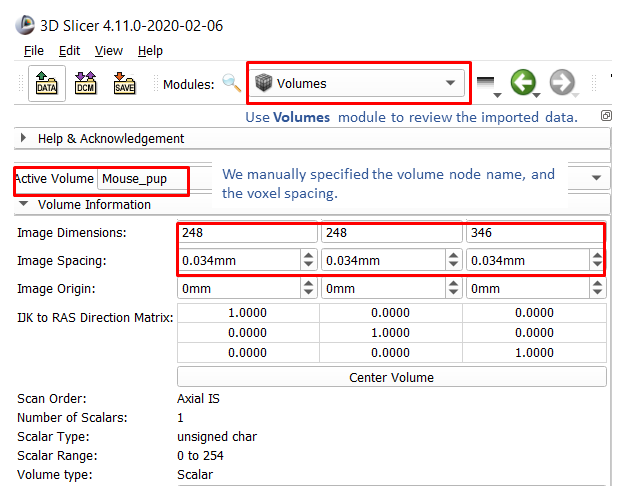 3D Slicer 4.11.0-2020-02-06
File Edit View Help
DATA DCM SAVE Modules: Volumes
Use Volumes module to review the imported data.
Help & Acknowledgement
Active Volume Mouse_pup
We manually specified the volume node name, and
the voxel spacing.
Volume Information
Image Dimensions: 248 248 346
Image Spacing: 0.034mm 0.034mm 0.034mm
Image Origin: 0mm 0mm 0mm
IJK to RAS Direction Matrix: 1.0000 0.0000 0.0000
0.0000 1.0000 0.0000
0.0000 0.0000 1.0000
Center Volume
Scan Order: Axial IS
Number of Scalars: 1
Scalar Type: unsigned char
Scalar Range: 0 to 254
Volume type: Scalar